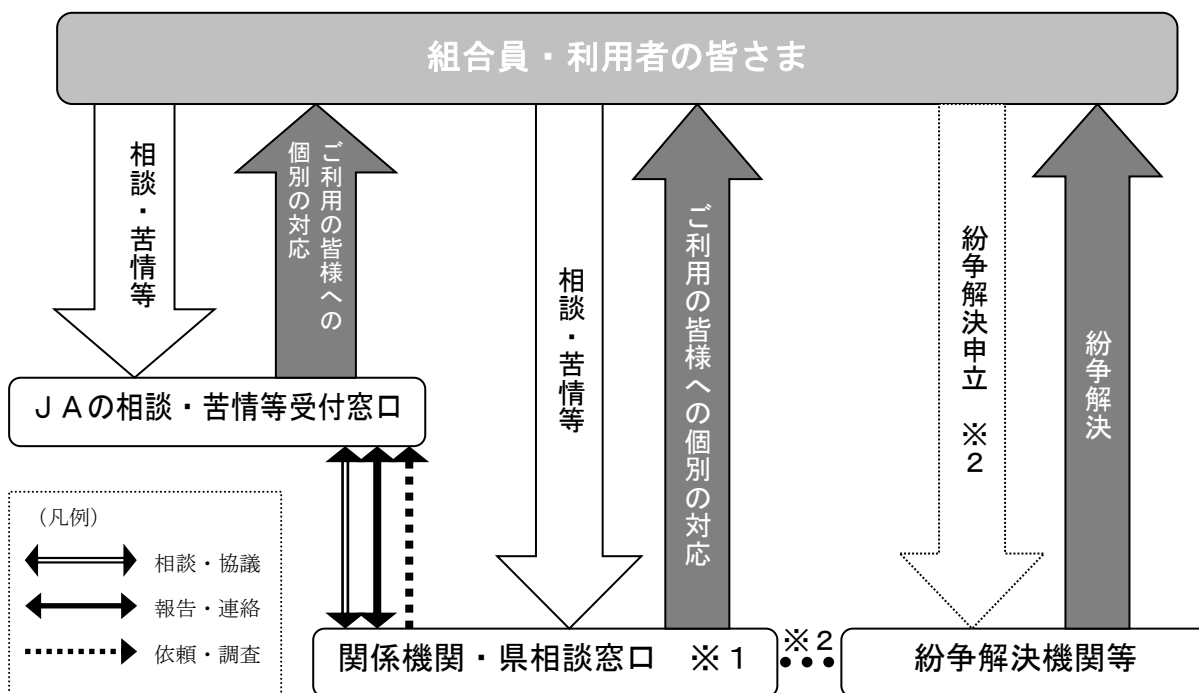 組合員・利用者の皆さま
相談・苦情等
ご利用の皆様への
個別の対応
相談・苦情等
ご利用の皆様への個別の対応
紛争解決申立 ※2
紛争解決
JAの相談・苦情等受付窓口
(凡例)
相談・協議
報告・連絡
依頼・調査
関係機関・県相談窓口 ※1
※2
紛争解決機関等